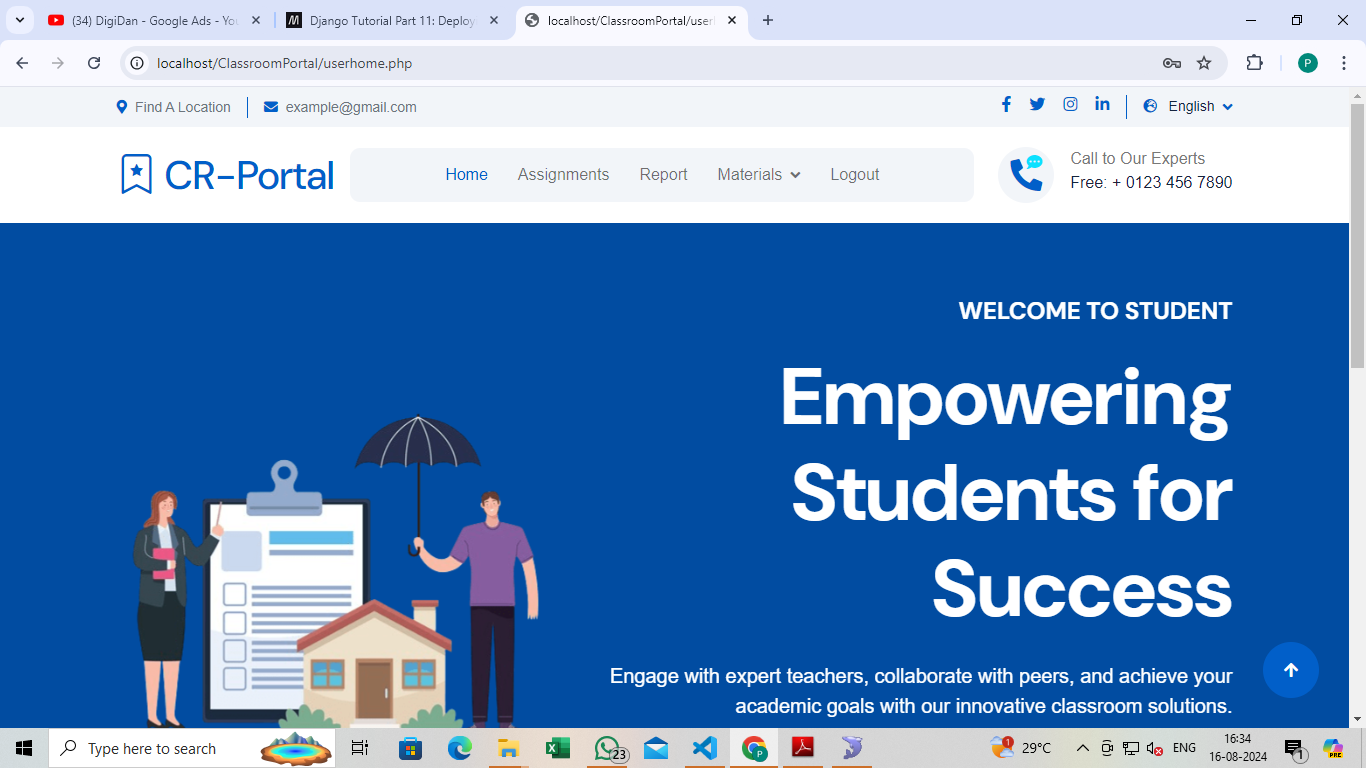 (34) DigiDan - Google Ads - You
Django Tutorial Part 11: Deploy
localhost/ClassroomPortal/user
localhost/ClassroomPortal/userhome.php
P
Find A Location
example@gmail.com
English
CR-Portal
Home
Assignments
Report
Materials
Logout
Call to Our Experts
Free: + 0123 456 7890
WELCOME TO STUDENT
Empowering
Students for
Success
Engage with expert teachers, collaborate with peers, and achieve your
academic goals with our innovative classroom solutions.
Type here to search
23
P
1
29°C
ENG
16:34
16-08-2024
1
PRE